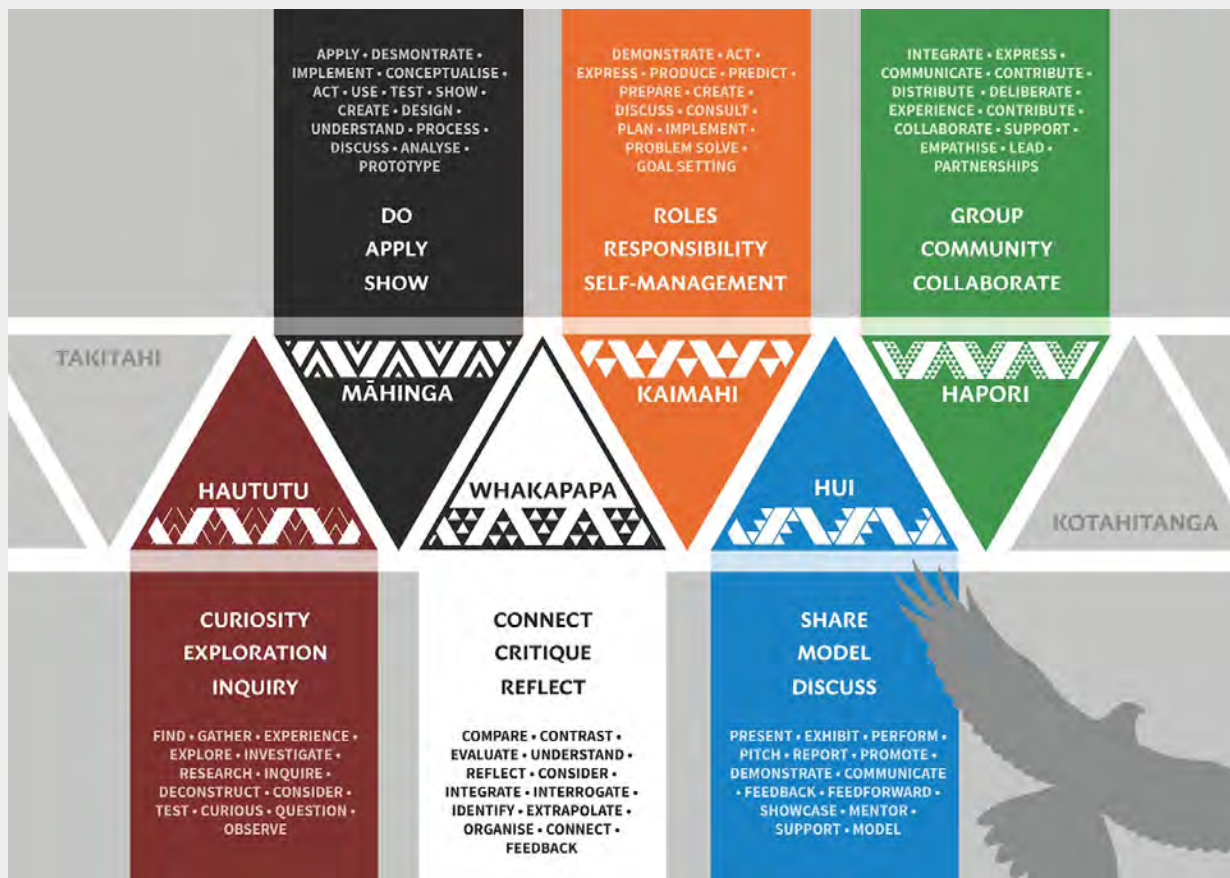 APPLY • DESMONTRATE •
IMPLEMENT • CONCEPTUALISE •
ACT • USE • TEST • SHOW •
CREATE • DESIGN •
UNDERSTAND • PROCESS •
DISCUSS • ANALYSE •
PROTOTYPE
DO
APPLY
SHOW
MĀHINGA
DEMONSTRATE • ACT •
EXPRESS • PRODUCE • PREDICT •
PREPARE • CREATE •
DISCUSS • CONSULT •
PLAN • IMPLEMENT •
PROBLEM SOLVE •
GOAL SETTING
ROLES
RESPONSIBILITY
SELF-MANAGEMENT
KAIMAHI
INTEGRATE • EXPRESS •
COMMUNICATE • CONTRIBUTE •
DISTRIBUTE • DELIBERATE •
EXPERIENCE • CONTRIBUTE •
COLLABORATE • SUPPORT •
EMPATHISE • LEAD •
PARTNERSHIPS
GROUP
COMMUNITY
COLLABORATE
HAPORI
TAKITAHI
HAUTUTU
CURIOSITY
EXPLORATION
INQUIRY
FIND • GATHER • EXPERIENCE •
EXPLORE • INVESTIGATE •
RESEARCH • INQUIRE •
DECONSTRUCT • CONSIDER •
TEST • CURIOUS • QUESTION •
OBSERVE
WHAKAPAPA
CONNECT
CRITIQUE
REFLECT
COMPARE • CONTRAST •
EVALUATE • UNDERSTAND •
REFLECT • CONSIDER •
INTEGRATE • INTERROGATE •
IDENTIFY • EXTRAPOLATE •
ORGANISE • CONNECT •
FEEDBACK
HUI
SHARE
MODEL
DISCUSS
PRESENT • EXHIBIT • PERFORM •
PITCH • REPORT • PROMOTE •
DEMONSTRATE • COMMUNICATE
• FEEDBACK • FEEDFORWARD •
SHOWCASE • MENTOR •
SUPPORT • MODEL
KOTAHITANGA